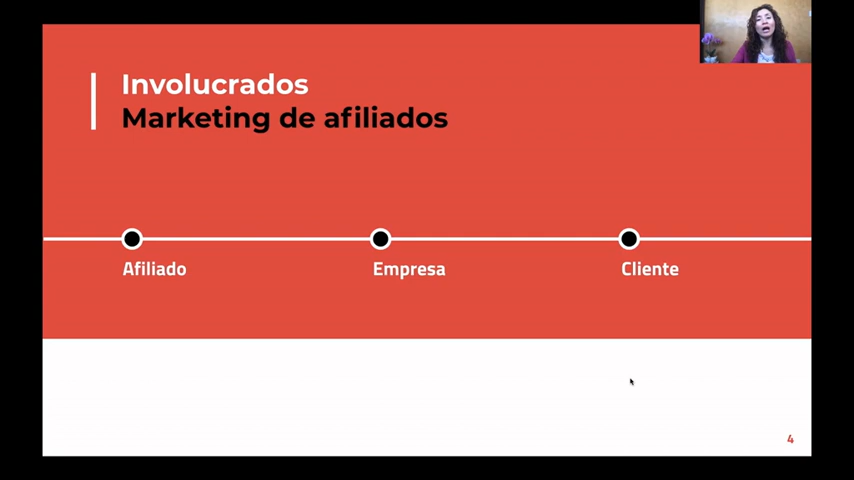 Involucrados
Marketing de afiliados
Afiliado
Empresa
Cliente
4